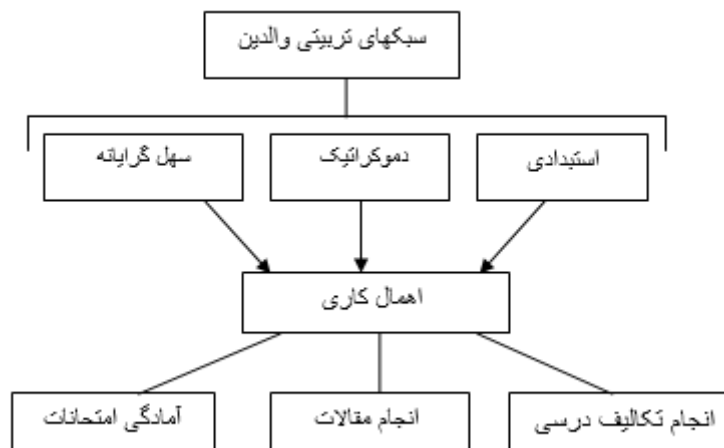 سبکهای تربیتی والدین
استبدادی
دموکراتیک
سهل گرایانه
اهمال کاری
انجام تکالیف درسی
انجام مقالات
آمادگی امتحانات